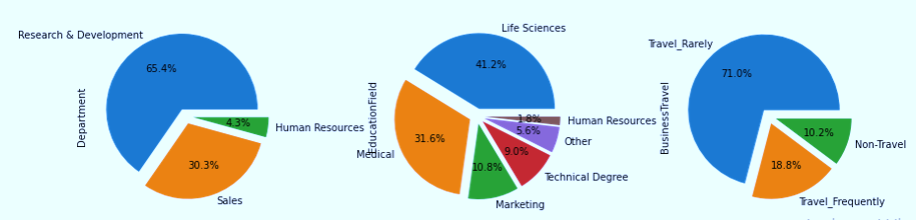 Department
Research & Development
65.4%
4.3%
Human Resources
30.3%
Sales
EducationField
Life Sciences
41.2%
1.8%
Human Resources
5.6%
Other
31.6%
Medical
9.0%
Technical Degree
10.8%
Marketing
BusinessTravel
Travel_Rarely
71.0%
10.2%
Non-Travel
18.8%
Travel_Frequently